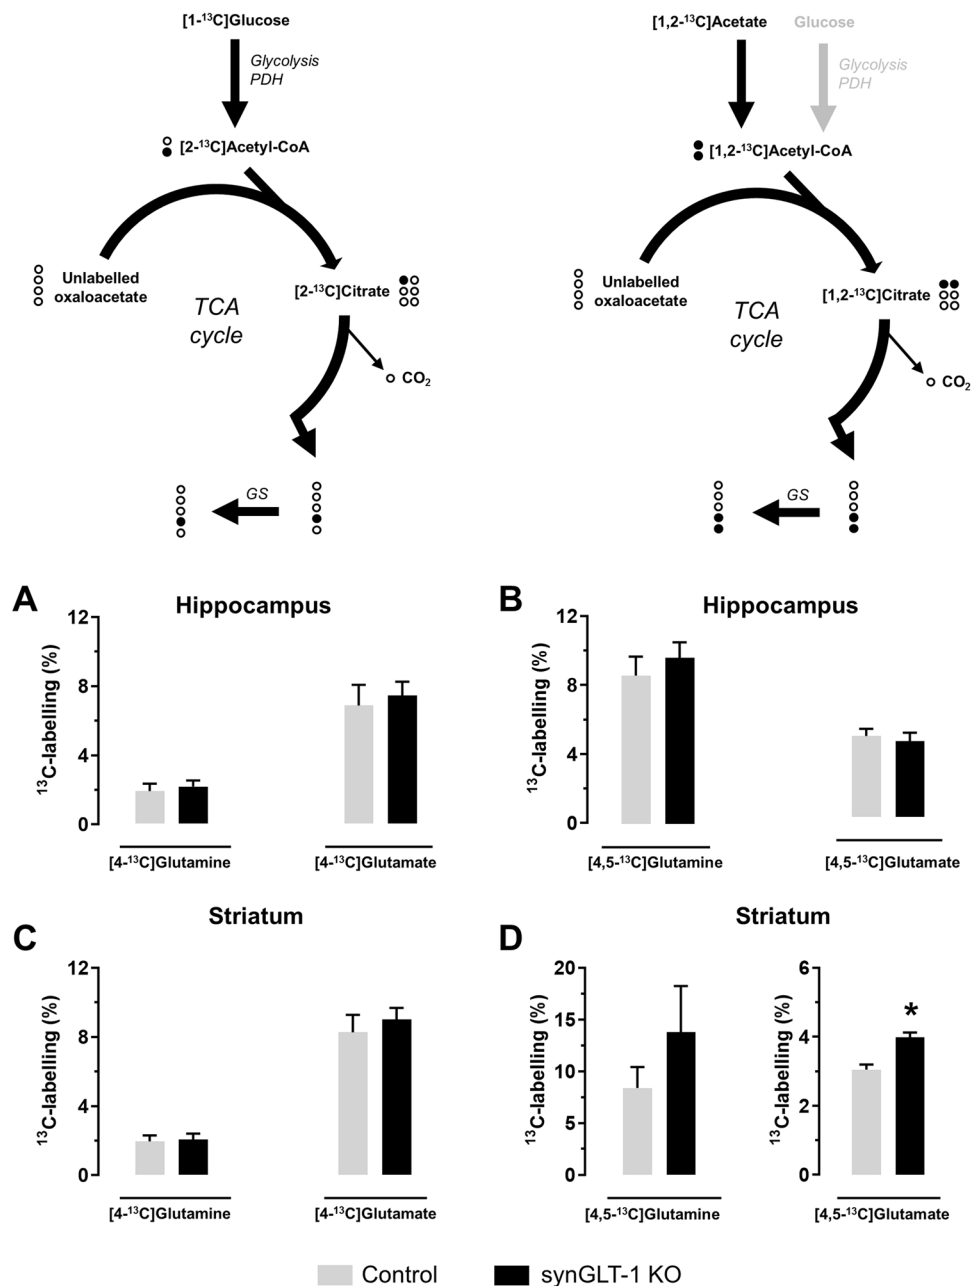 [1-¹³C]Glucose
Glycolysis
PDH
[2-¹³C]Acetyl-CoA
Unlabelled
oxaloacetate
[2-¹³C]Citrate
TCA
cycle
CO₂
GS
[1,2-¹³C]Acetate
Glucose
Glycolysis
PDH
[1,2-¹³C]Acetyl-CoA
Unlabelled
oxaloacetate
[1,2-¹³C]Citrate
TCA
cycle
CO₂
GS
A
Hippocampus
¹³C-labelling (%)
12
8
4
0
[4-¹³C]Glutamine
[4-¹³C]Glutamate
B
Hippocampus
¹³C-labelling (%)
12
8
4
0
[4,5-¹³C]Glutamine
[4,5-¹³C]Glutamate
C
Striatum
¹³C-labelling (%)
12
8
4
0
[4-¹³C]Glutamine
[4-¹³C]Glutamate
D
Striatum
¹³C-labelling (%)
20
15
10
5
0
[4,5-¹³C]Glutamine
¹³C-labelling (%)
6
4
2
0
*
[4,5-¹³C]Glutamate
Control
synGLT-1 KO